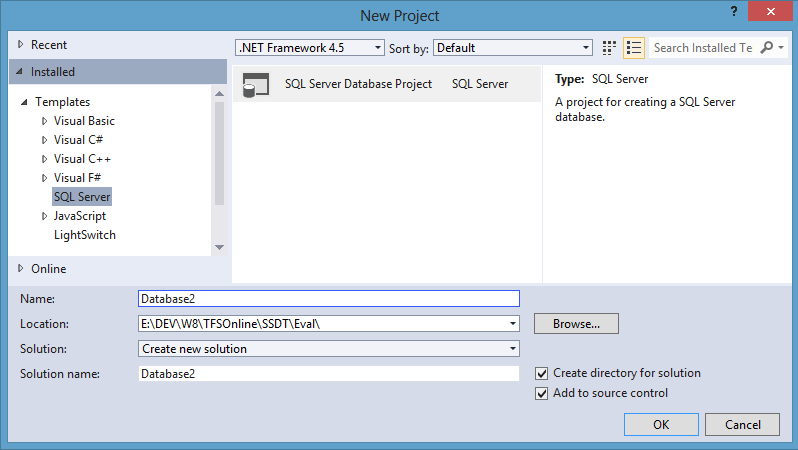 New Project
?
Recent
Installed
Templates
Visual Basic
Visual C#
Visual C++
Visual F#
SQL Server
JavaScript
LightSwitch
Online
.NET Framework 4.5 Sort by: Default Search Installed Te
SQL Server Database Project SQL Server
Type: SQL Server
A project for creating a SQL Server
database.
Name: Database2
Location: E:\DEV\W8\TFSOnline\SSDT\Eval\ Browse...
Solution: Create new solution
Solution name: Database2
Create directory for solution
Add to source control
OK Cancel